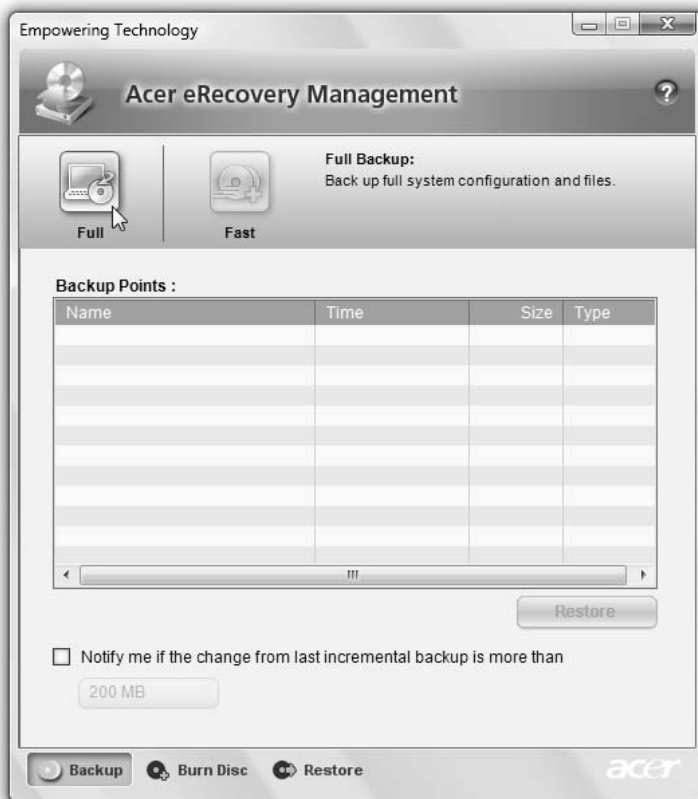 Empowering Technology
Acer eRecovery Management
?
Full
Fast
Full Backup:
Back up full system configuration and files.
Backup Points :
Name Time Size Type
Restore
Notify me if the change from last incremental backup is more than
200 MB
Backup Burn Disc Restore
acer